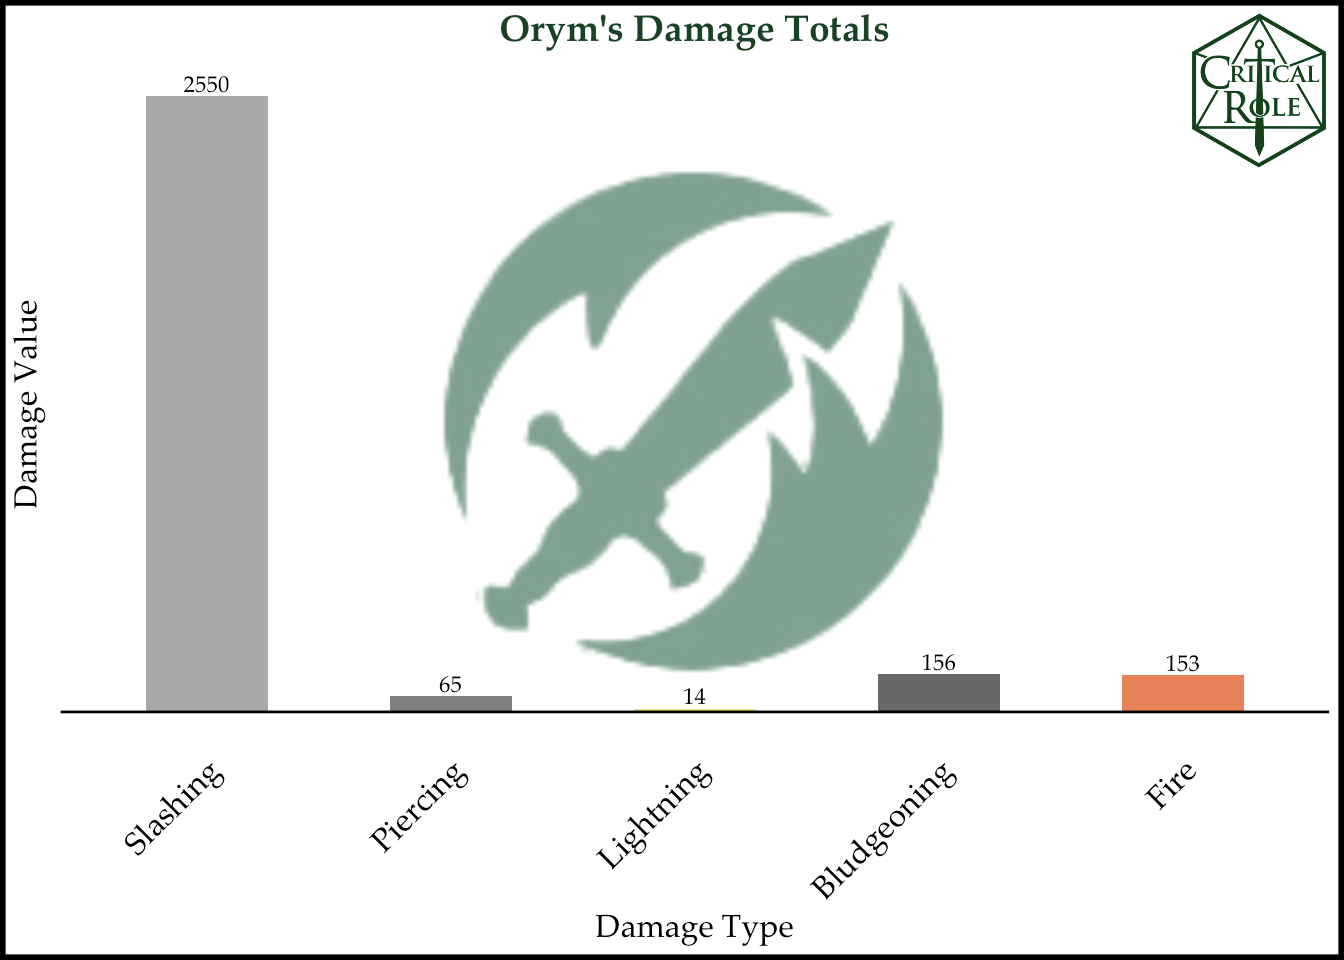 Orym's Damage Totals
CRITICAL
ROLE
2550
65
14
156
153
Damage Value
Slashing
Piercing
Lightning
Bludgeoning
Fire
Damage Type